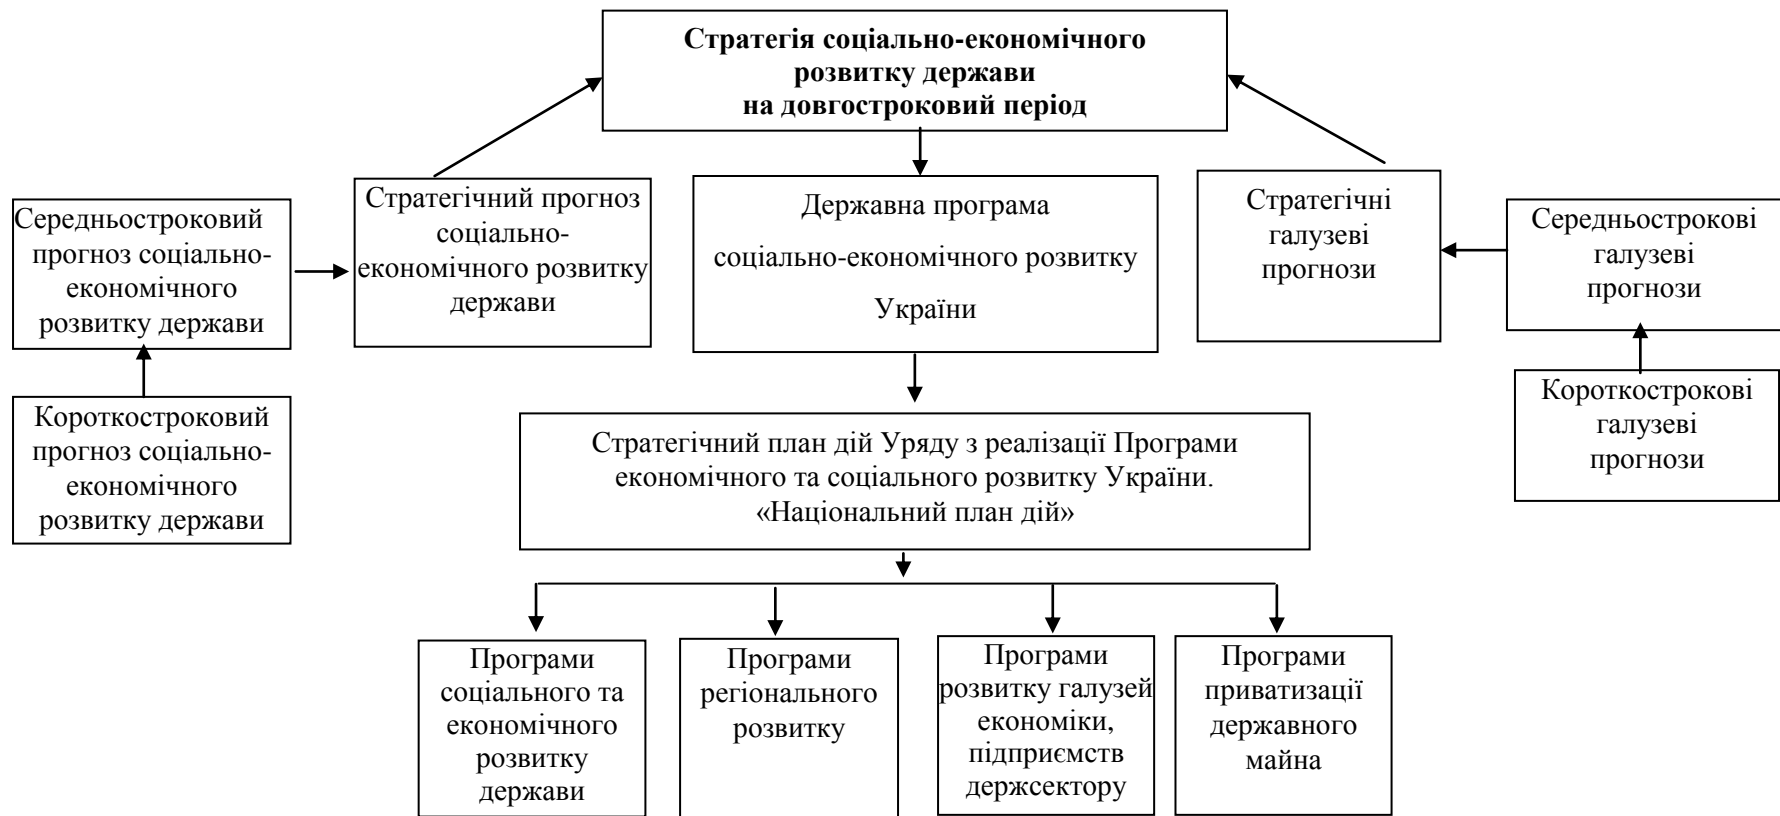 Стратегія соціально-економічного
розвитку держави
на довгостроковий період
Середньостроковий
прогноз соціально-
економічного
розвитку держави
Стратегічний прогноз
соціально-
економічного розвитку
держави
Державна програма
соціально-економічного розвитку
України
Стратегічні
галузеві
прогнози
Середньострокові
галузеві
прогнози
Короткостроковий
прогноз соціально-
економічного
розвитку держави
Стратегічний план дій Уряду з реалізації Програми
економічного та соціального розвитку України.
«Національний план дій»
Короткострокові
галузеві
прогнози
Програми
соціального та
економічного
розвитку
держави
Програми
регіонального
розвитку
Програми
розвитку галузей
економіки,
підприємств
держсектору
Програми
приватизації
державного
майна